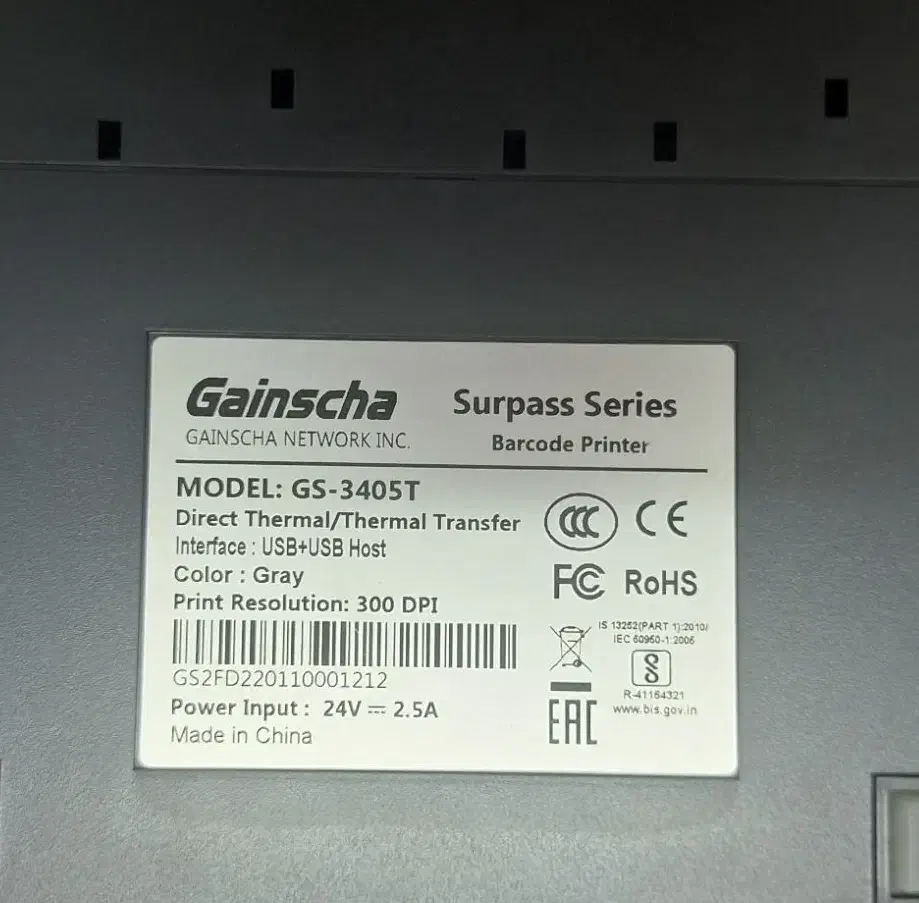 Gainscha
GAINSCHA NETWORK INC.
Surpass Series
Barcode Printer
MODEL: GS-3405T
Direct Thermal/Thermal Transfer
Interface : USB+USB Host
Color : Gray
Print Resolution: 300 DPI
GS2FD220110001212
Power Input : 24V ⎓ 2.5A
Made in China
CCC CE
FC RoHS
IS 13252(PART 1):2010/
IEC 60950-1:2005
R-41164321
www.bis.gov.in
EAC